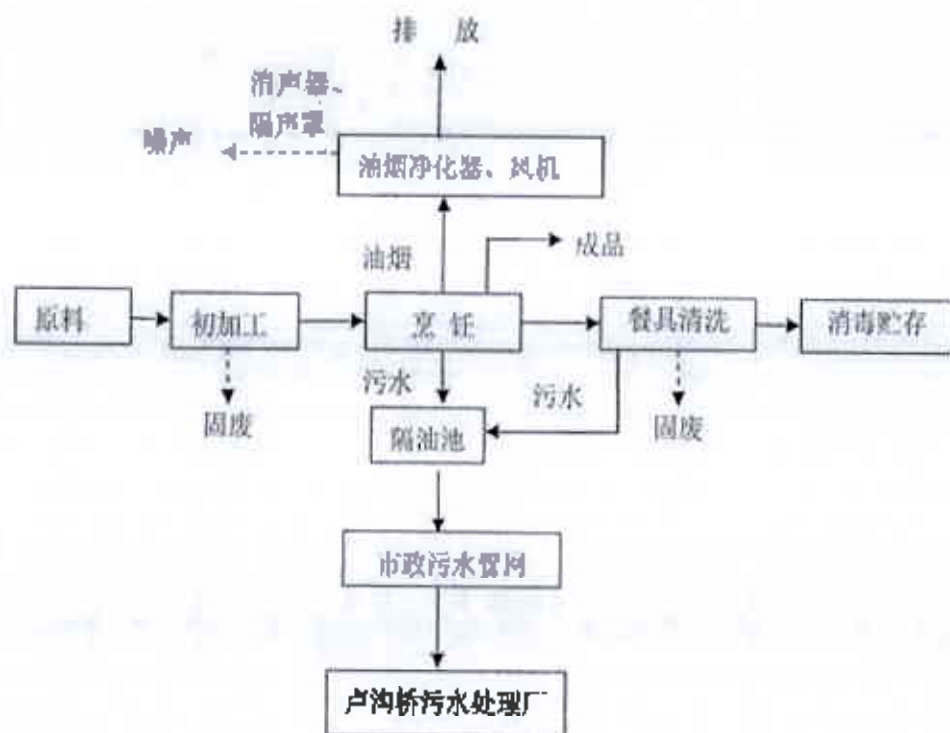 排 放
消声器、
隔声罩
噪声
油烟净化器、风机
油烟
成品
原料
初加工
烹饪
餐具清洗
消毒贮存
污水
污水
固废
隔油池
固废
市政污水管网
卢沟桥污水处理厂